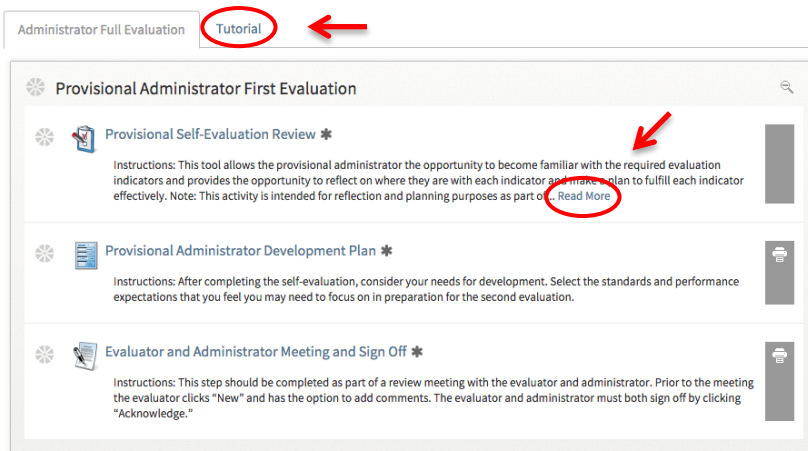 Administrator Full Evaluation Tutorial
Provisional Administrator First Evaluation
Provisional Self-Evaluation Review ✱
Instructions: This tool allows the provisional administrator the opportunity to become familiar with the required evaluation
indicators and provides the opportunity to reflect on where they are with each indicator and make a plan to fulfill each indicator
effectively. Note: This activity is intended for reflection and planning purposes as part of... Read More
Provisional Administrator Development Plan ✱
Instructions: After completing the self-evaluation, consider your needs for development. Select the standards and performance
expectations that you feel you may need to focus on in preparation for the second evaluation.
Evaluator and Administrator Meeting and Sign Off ✱
Instructions: This step should be completed as part of a review meeting with the evaluator and administrator. Prior to the meeting
the evaluator clicks “New” and has the option to add comments. The evaluator and administrator must both sign off by clicking
“Acknowledge.”